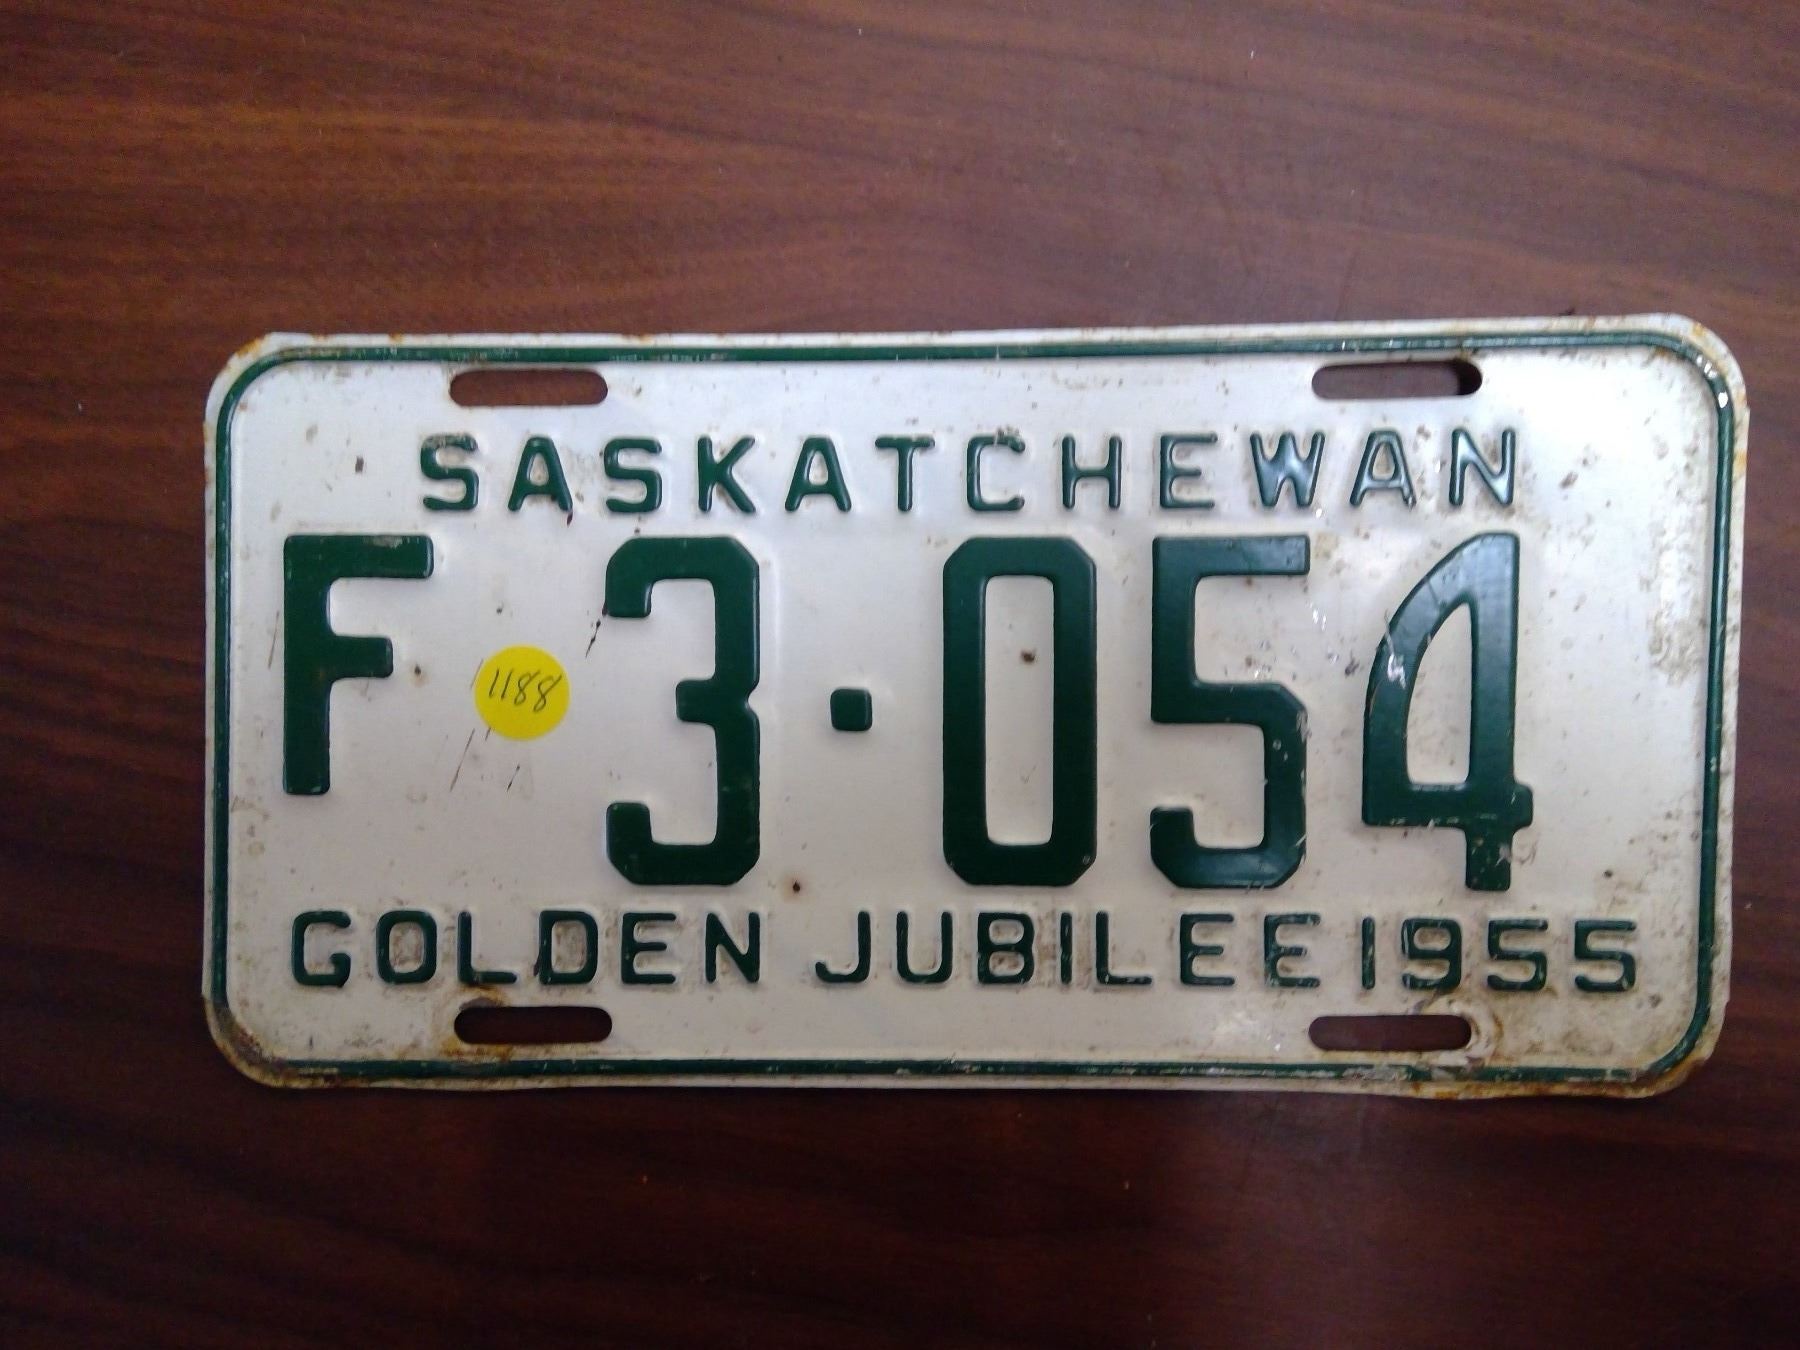 SASKATCHEWAN
F 3·054
1188
GOLDEN JUBILEE 1955